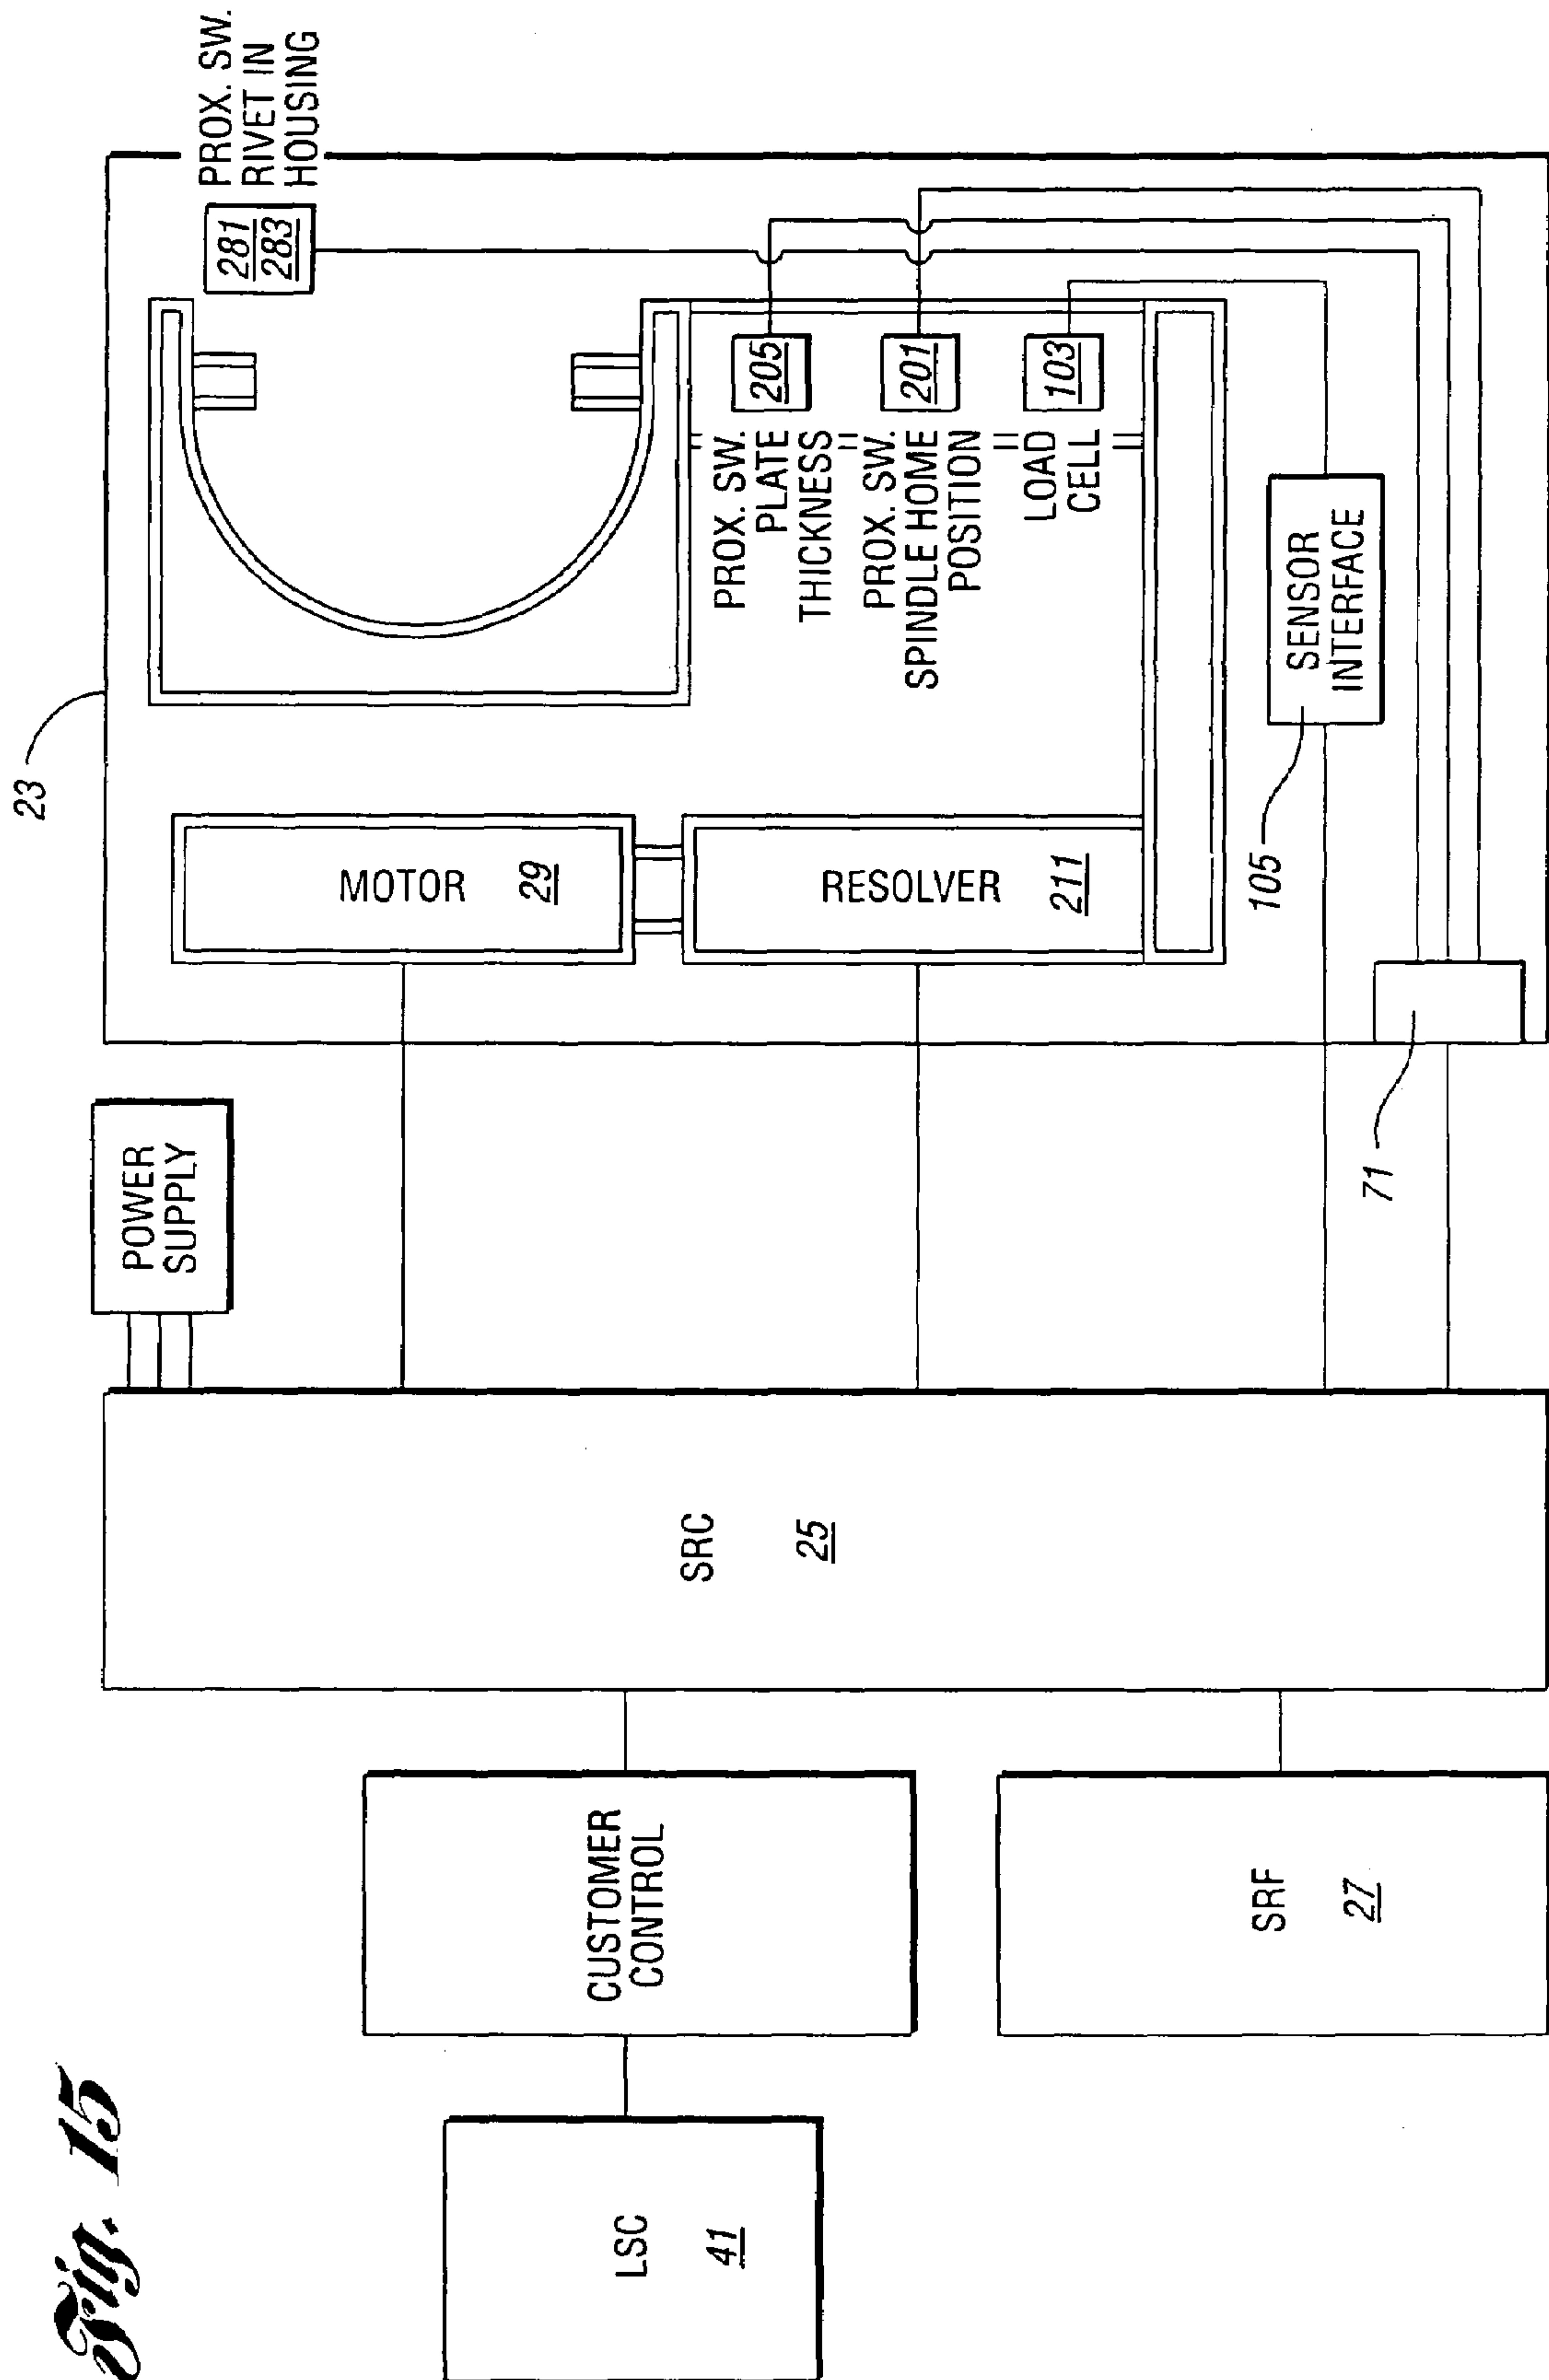 Fig. 15
LSC
41
CUSTOMER
CONTROL
SRF
27
SRC
25
POWER
SUPPLY
23
MOTOR
29
RESOLVER
211
PROX. SW.
RIVET IN
HOUSING
281
283
PROX. SW.
PLATE
THICKNESS
205
PROX. SW.
SPINDLE HOME
POSITION
201
LOAD
CELL
103
SENSOR
INTERFACE
105
71